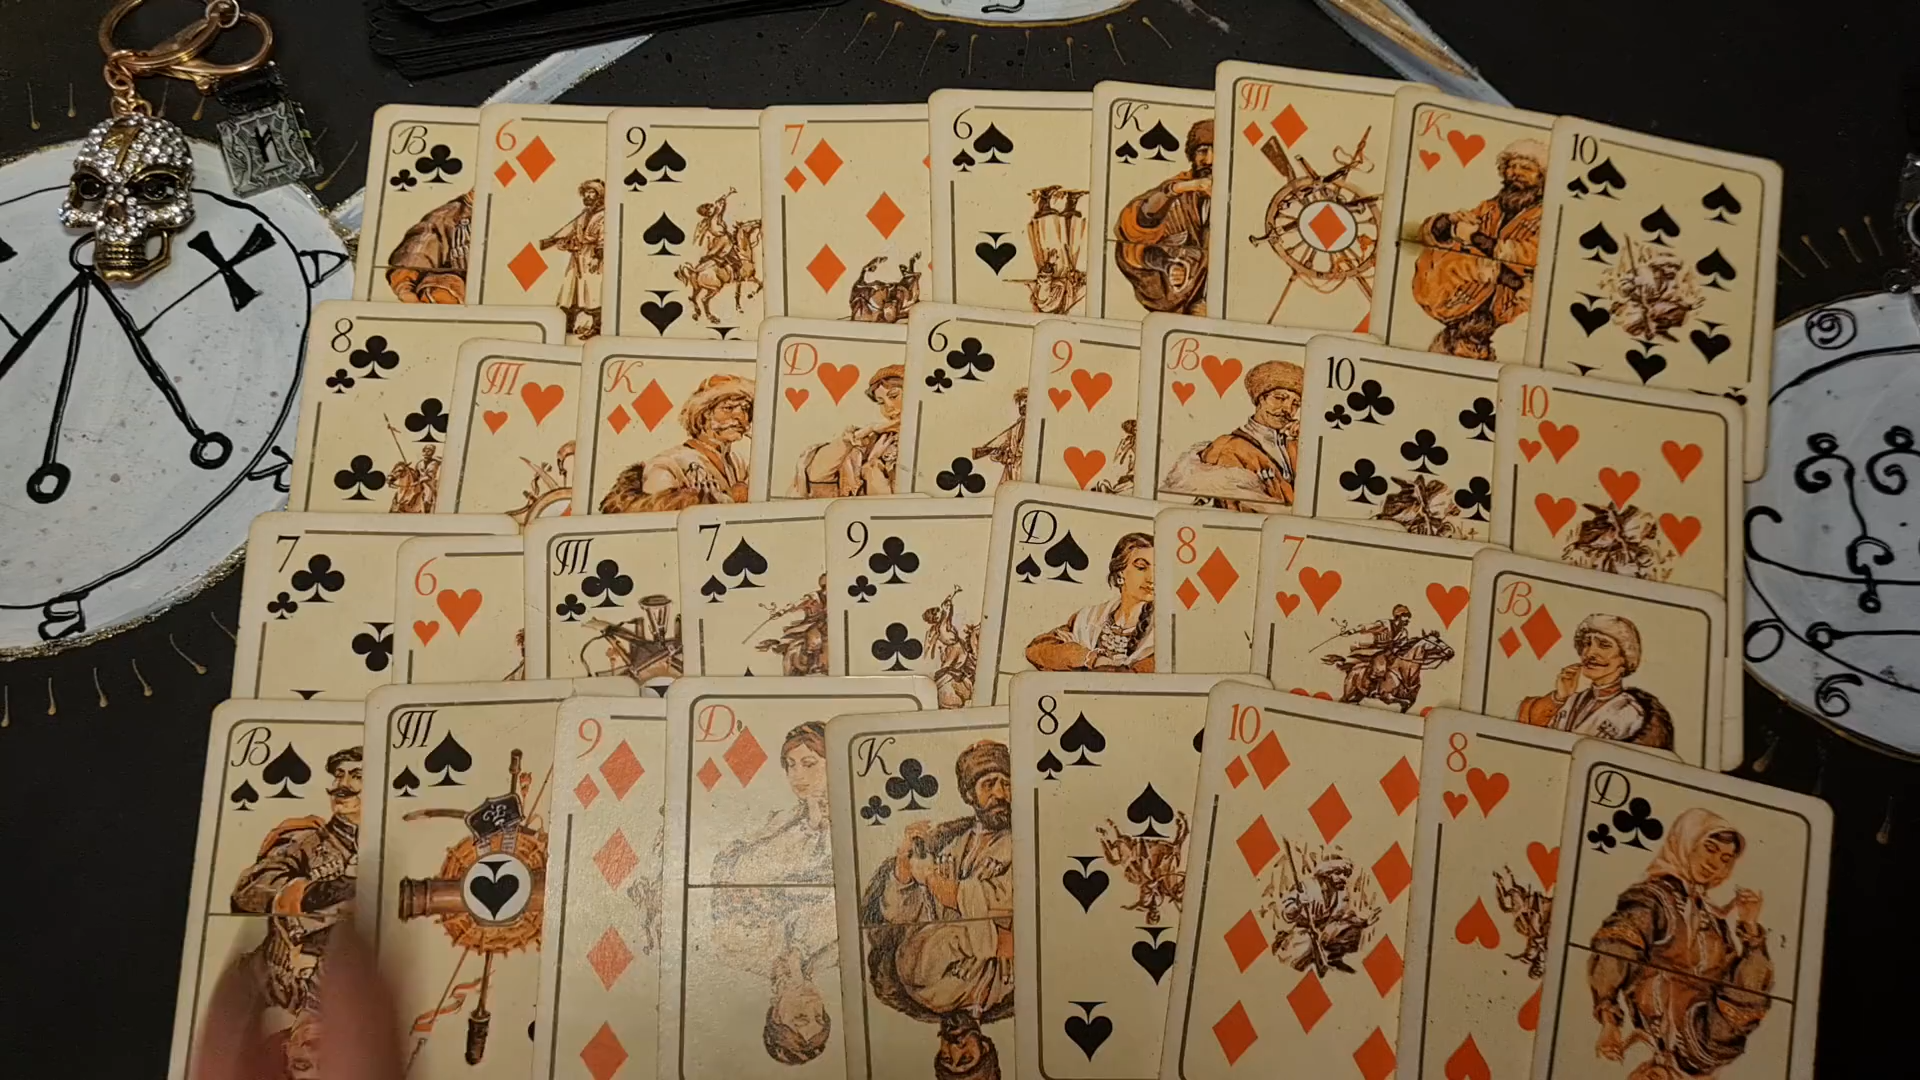 В 6 9 7 6 К Т К 10
8 Т К Д 6 9 В 10 10
7 6 Т 7 9 Д 8 7 В
В Т 9 Д К 8 10 8 Д